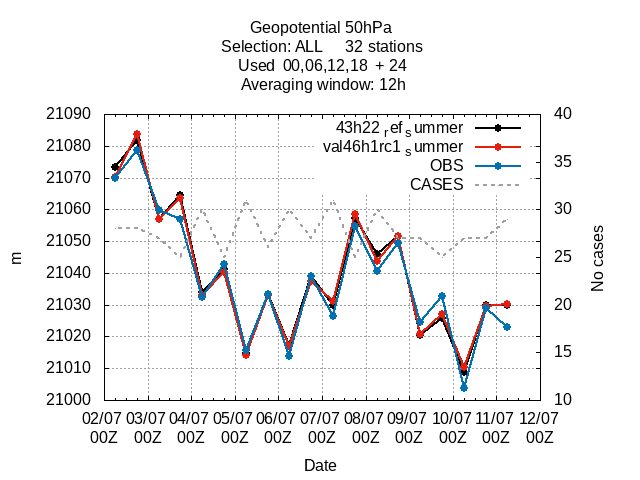 Geopotential 50hPa
Selection: ALL 32 stations
Used 00,06,12,18 + 24
Averaging window: 12h
43h22 ref summer
val46h1rc1 summer
OBS
CASES
21090
21080
21070
21060
21050
21040
21030
21020
21010
21000
40
35
30
25
20
15
10
m
No cases
02/07 03/07 04/07 05/07 06/07 07/07 08/07 09/07 10/07 11/07 12/07
00Z 00Z 00Z 00Z 00Z 00Z 00Z 00Z 00Z 00Z 00Z
Date